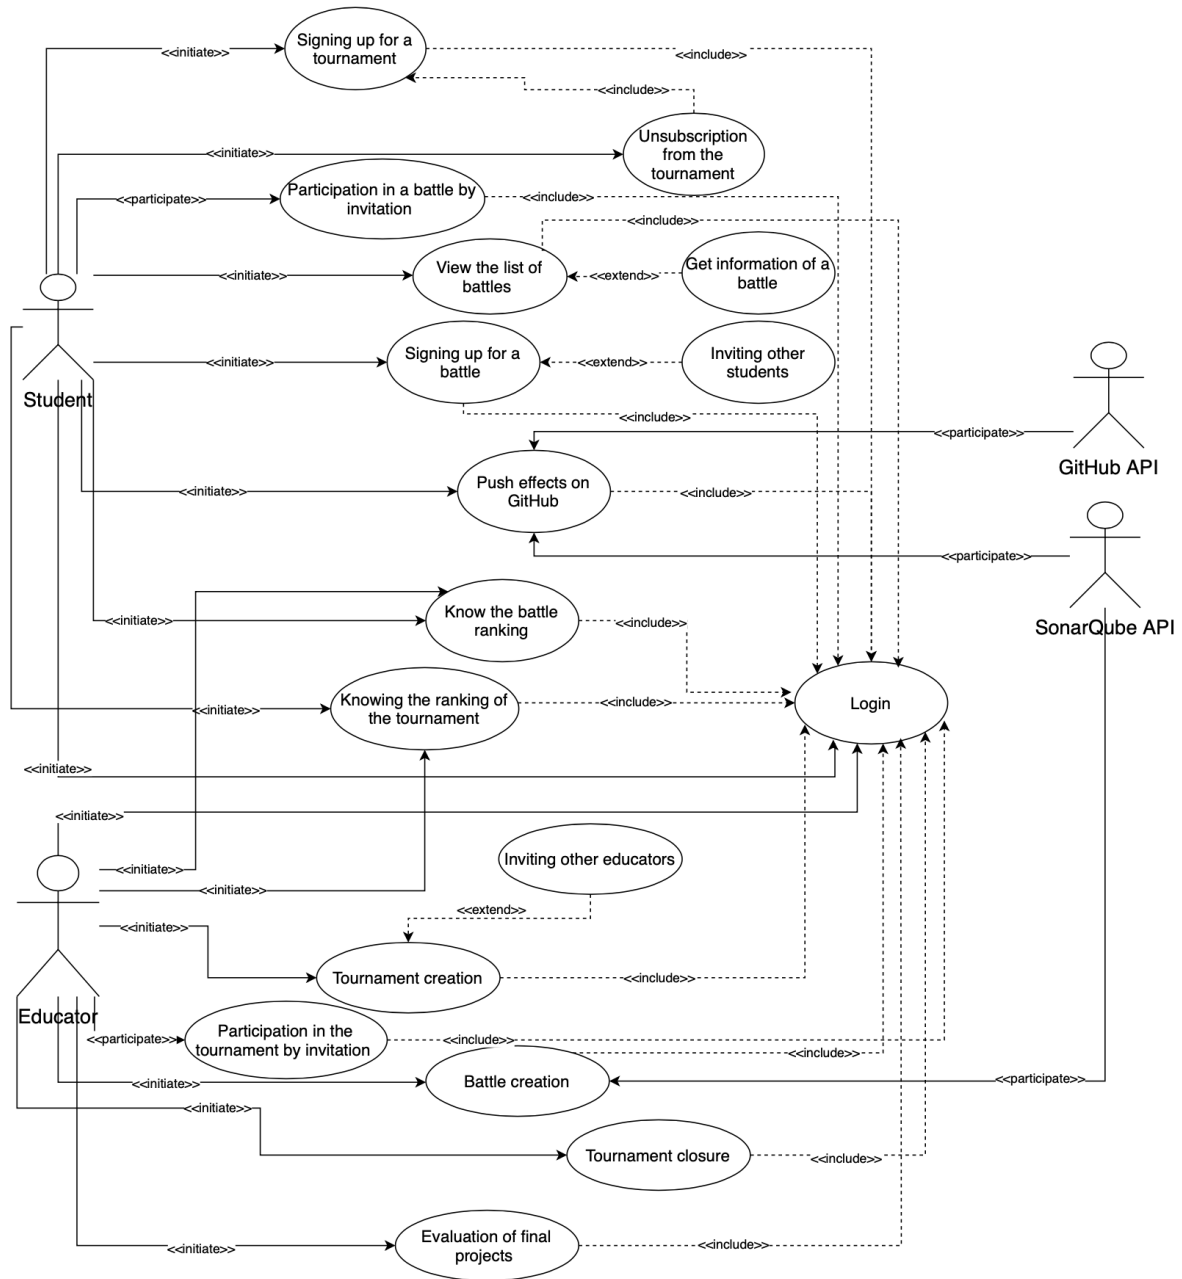 Signing up for a
tournament
<<initiate>>
<<include>>
<<include>>
Unsubscription
from the
tournament
<<initiate>>
Participation in a battle by
invitation
<<participate>>
<<include>>
<<include>>
View the list of
battles
<<initiate>>
<<extend>>
Get information of a
battle
Signing up for a
battle
<<initiate>>
<<extend>>
Inviting other
students
Student
<<include>>
<<participate>>
GitHub API
Push effects on
GitHub
<<initiate>>
<<include>>
<<participate>>
SonarQube API
Know the battle
ranking
<<initiate>>
<<include>>
Knowing the ranking of
the tournament
<<initiate>>
<<include>>
Login
<<initiate>>
<<initiate>>
Inviting other educators
<<initiate>>
<<initiate>>
<<extend>>
<<initiate>>
Tournament creation
<<include>>
Educator
Participation in the
tournament by invitation
<<participate>>
<<include>>
<<include>>
<<initiate>>
Battle creation
<<participate>>
<<initiate>>
Tournament closure
<<include>>
Evaluation of final
projects
<<initiate>>
<<include>>